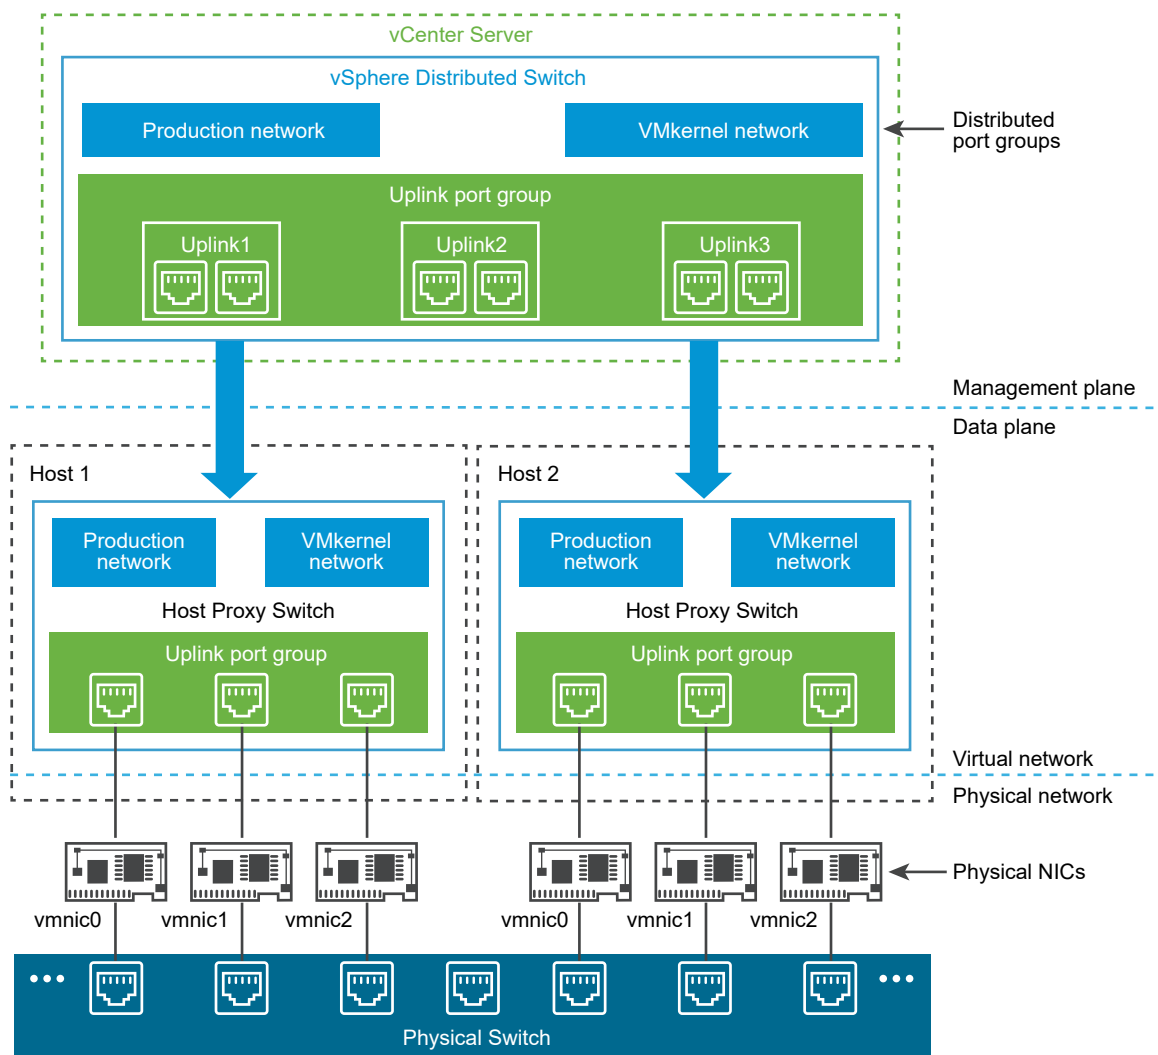 vCenter Server
vSphere Distributed Switch
Production network
VMkernel network
Distributed
port groups
Uplink port group
Uplink1
Uplink2
Uplink3
Management plane
Data plane
Host 1
Production
network
VMkernel
network
Host Proxy Switch
Uplink port group
Host 2
Production
network
VMkernel
network
Host Proxy Switch
Uplink port group
Virtual network
Physical network
Physical NICs
vmnic0
vmnic1
vmnic2
vmnic0
vmnic1
vmnic2
Physical Switch